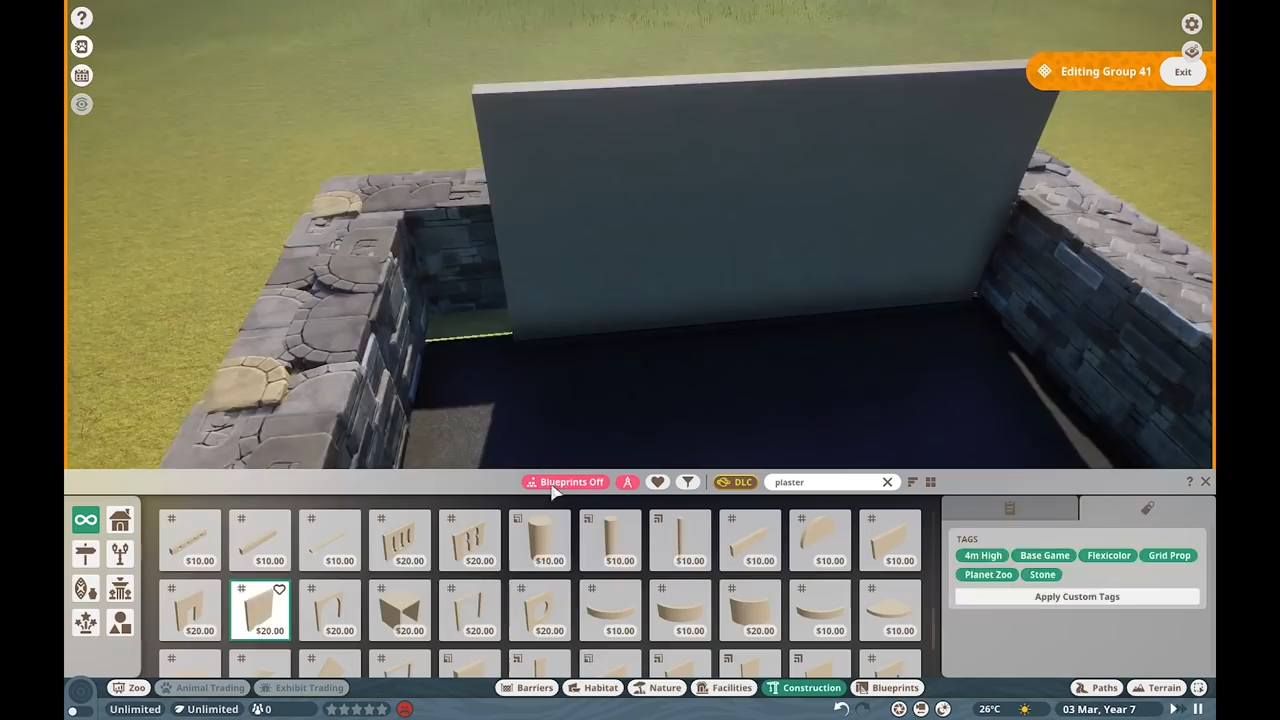 ?
Editing Group 41
Exit
Blueprints Off
DLC
plaster
?
$10.00 $10.00 $10.00 $20.00 $20.00 $10.00 $10.00 $10.00 $10.00 $10.00 $10.00
$20.00 $20.00 $20.00 $20.00 $20.00 $20.00 $10.00 $10.00 $20.00 $10.00 $10.00
TAGS
4m High Base Game Flexicolor Grid Prop
Planet Zoo Stone
Apply Custom Tags
Zoo Animal Trading Exhibit Trading Barriers Habitat Nature Facilities Construction Blueprints Paths Terrain
Unlimited Unlimited 0 26°C 03 Mar, Year 7